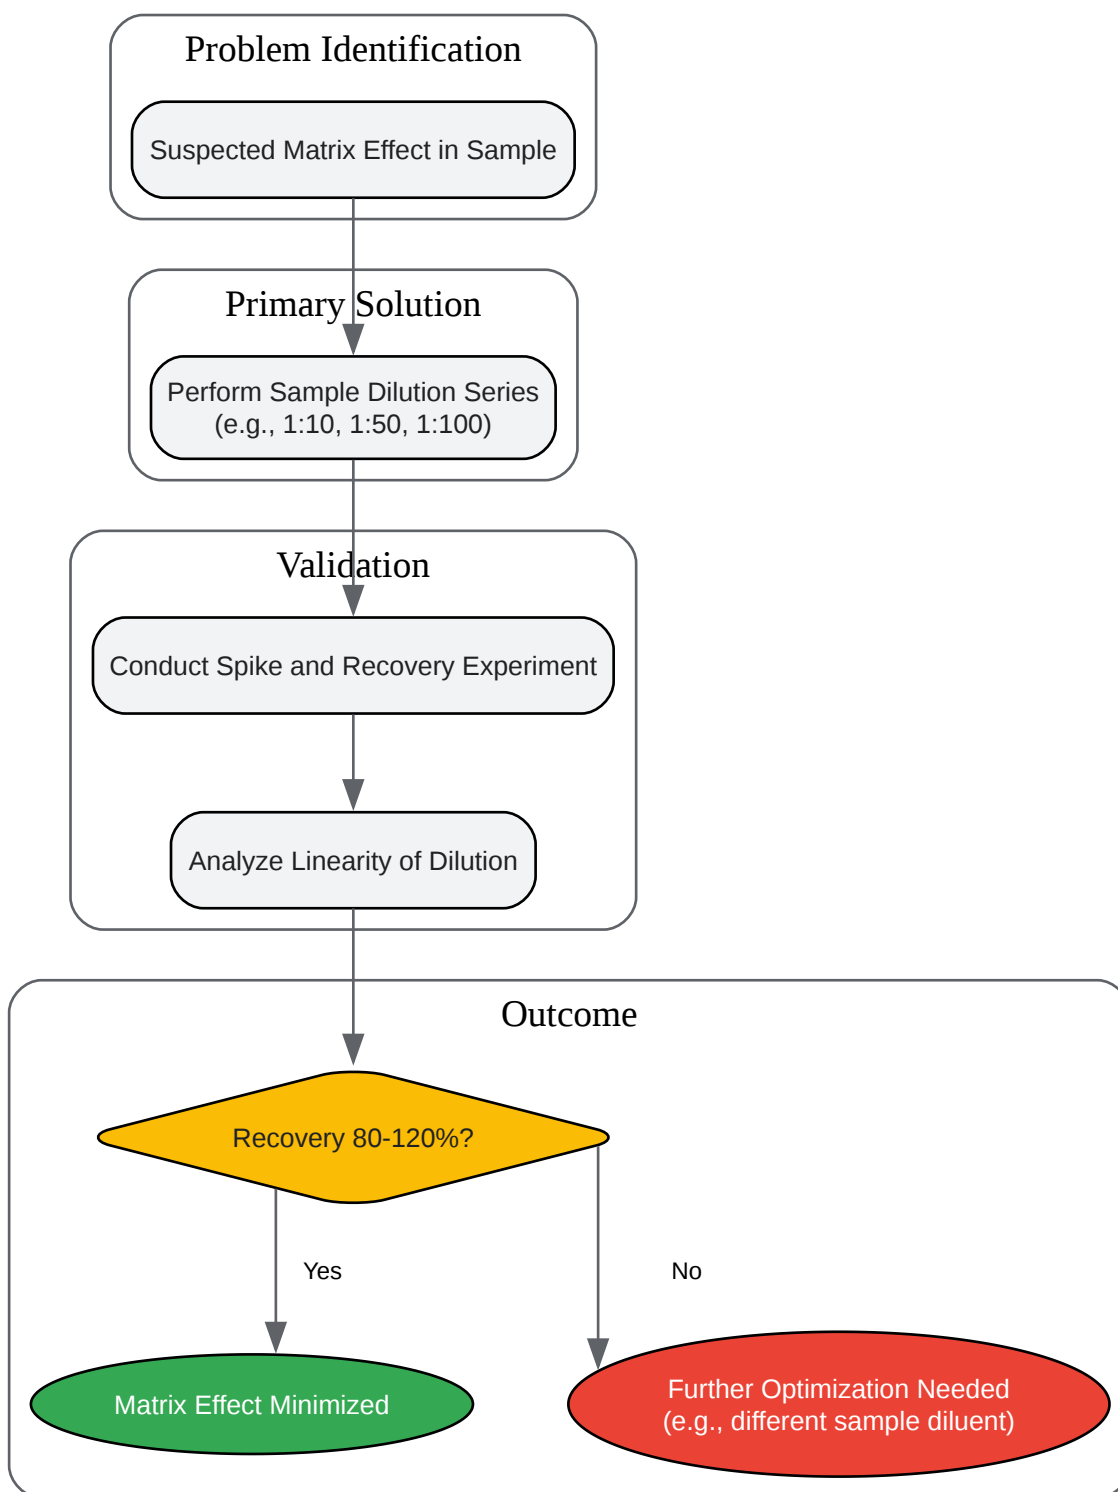 Problem Identification
Suspected Matrix Effect in Sample
Primary Solution
Perform Sample Dilution Series
(e.g., 1:10, 1:50, 1:100)
Validation
Conduct Spike and Recovery Experiment
Analyze Linearity of Dilution
Outcome
Recovery 80-120%?
Yes
No
Matrix Effect Minimized
Further Optimization Needed
(e.g., different sample diluent)